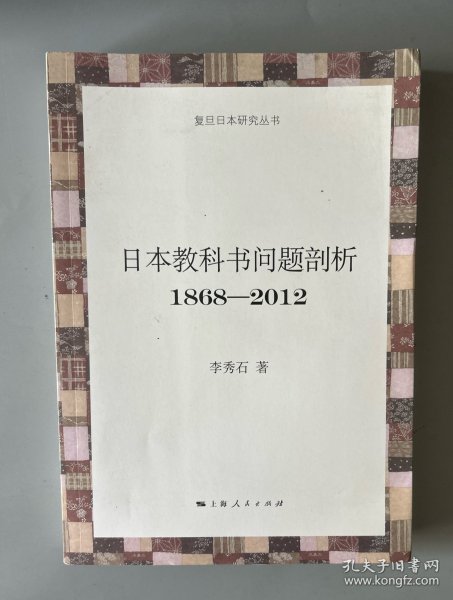 复旦日本研究丛书
日本教科书问题剖析
1868—2012
李秀石 著
上海人民出版社
孔夫子旧书网
www.kongfz.com